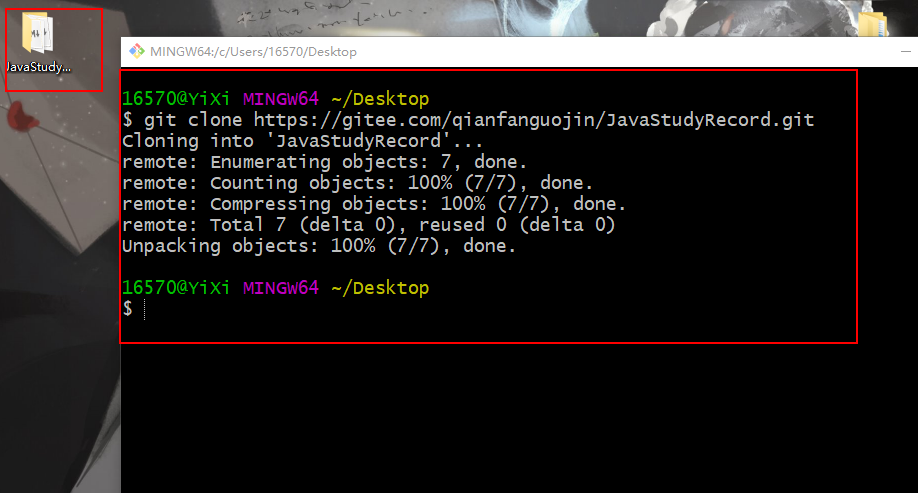 JavaStudy...
MINGW64:/c/Users/16570/Desktop
16570@YiXi MINGW64 ~/Desktop
$ git clone https://gitee.com/qianfanguojin/JavaStudyRecord.git
Cloning into 'JavaStudyRecord'...
remote: Enumerating objects: 7, done.
remote: Counting objects: 100% (7/7), done.
remote: Compressing objects: 100% (7/7), done.
remote: Total 7 (delta 0), reused 0 (delta 0)
Unpacking objects: 100% (7/7), done.
16570@YiXi MINGW64 ~/Desktop
$